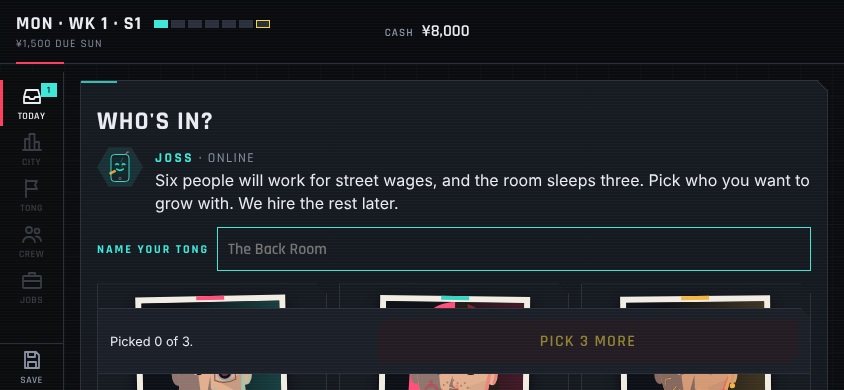 MON · WK 1 · S1
¥1,500 DUE SUN
CASH ¥8,000
1
TODAY
CITY
TONG
CREW
JOBS
SAVE
WHO'S IN?
JOSS · ONLINE
Six people will work for street wages, and the room sleeps three. Pick who you want to
grow with. We hire the rest later.
NAME YOUR TONG The Back Room
Picked 0 of 3. PICK 3 MORE